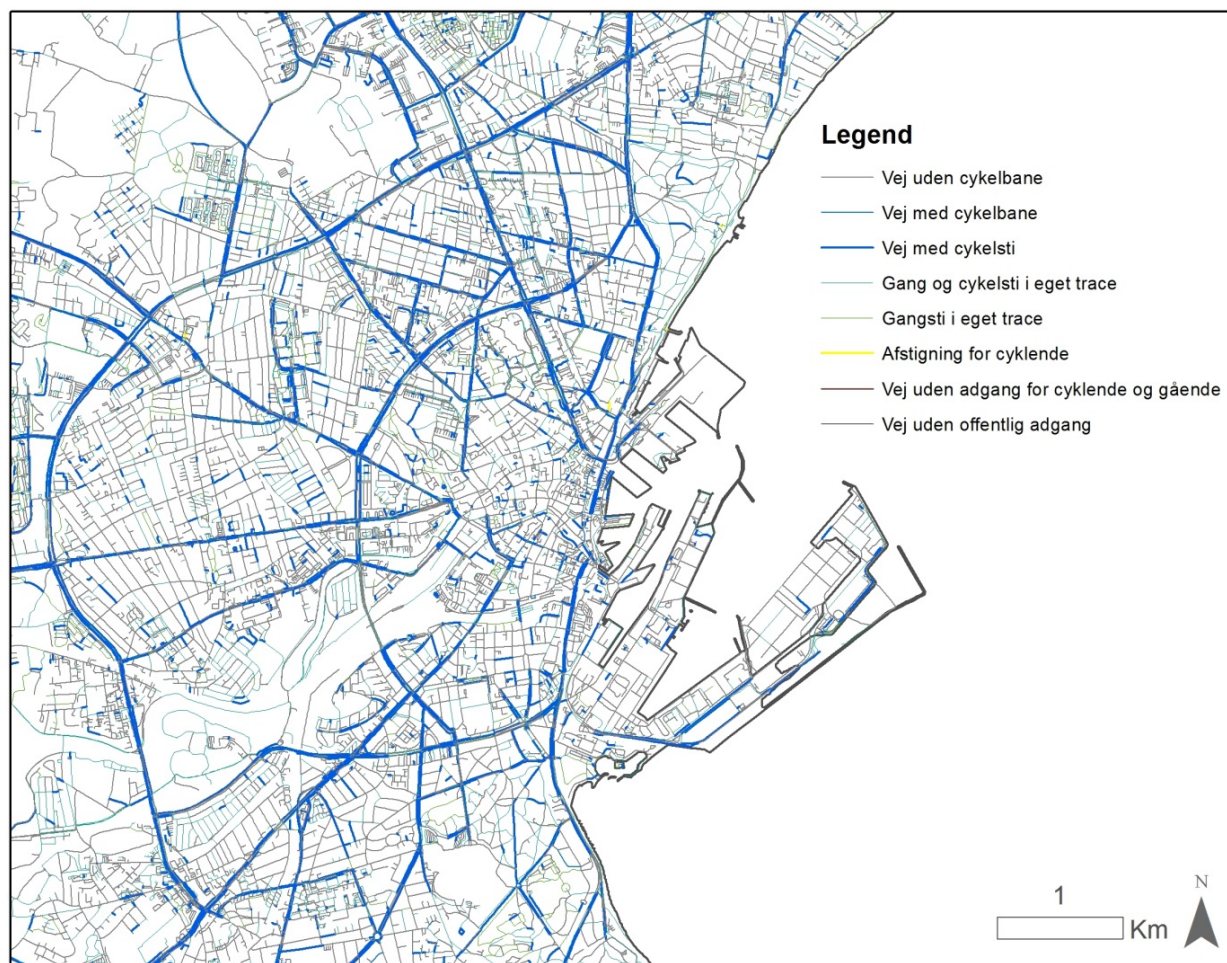 Legend
Vej uden cykelbane
Vej med cykelbane
Vej med cykelsti
Gang og cykelsti i eget trace
Gangsti i eget trace
Afstigning for cyklende
Vej uden adgang for cyklende og gående
Vej uden offentlig adgang
1
Km
N